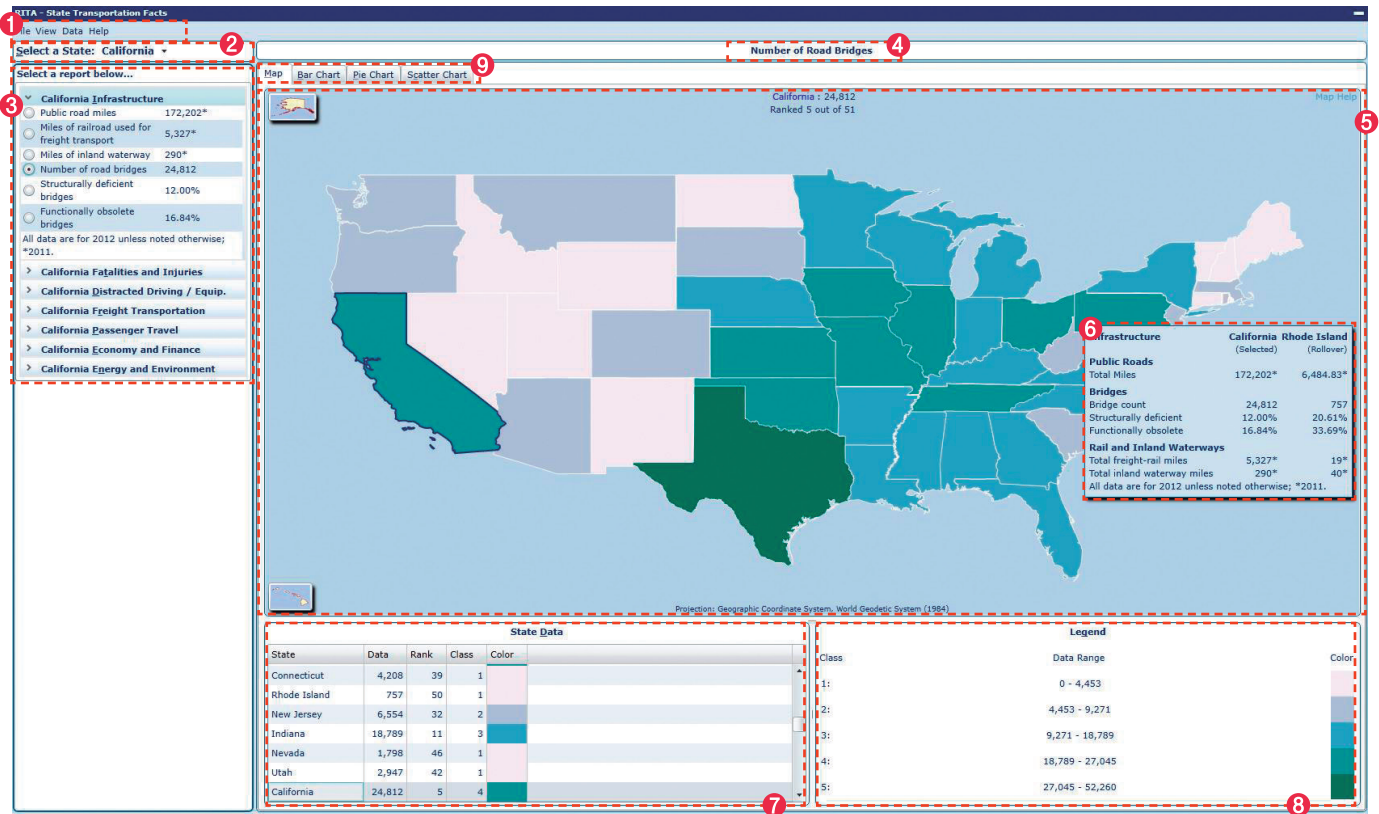 RITA - State Transportation Facts
1
ile View Data Help
Select a State: California
2
Number of Road Bridges
4
Select a report below...
3
California Infrastructure
Public road miles 172,202*
Miles of railroad used for
freight transport
5,327*
Miles of inland waterway 290*
Number of road bridges 24,812
Structurally deficient
bridges
12.00%
Functionally obsolete
bridges
16.84%
All data are for 2012 unless noted otherwise;
*2011.
California Fatalities and Injuries
California Distracted Driving / Equip.
California Freight Transportation
California Passenger Travel
California Economy and Finance
California Energy and Environment
Map Bar Chart Pie Chart Scatter Chart
9
California : 24,812
Ranked 5 out of 51
Map Help
5
6
Infrastructure California Rhode Island
(Selected) (Rollover)
Public Roads
Total Miles 172,202* 6,484.83*
Bridges
Bridge count 24,812 757
Structurally deficient 12.00% 20.61%
Functionally obsolete 16.84% 33.69%
Rail and Inland Waterways
Total freight-rail miles 5,327* 19*
Total inland waterway miles 290* 40*
All data are for 2012 unless noted otherwise; *2011.
Projection: Geographic Coordinate System, World Geodetic System (1984)
State Data
State Data Rank Class Color
Connecticut 4,208 39 1
Rhode Island 757 50 1
New Jersey 6,554 32 2
Indiana 18,789 11 3
Nevada 1,798 46 1
Utah 2,947 42 1
California 24,812 5 4
7
Legend
Class Data Range Color
1: 0 - 4,453
2: 4,453 - 9,271
3: 9,271 - 18,789
4: 18,789 - 27,045
5: 27,045 - 52,260
8